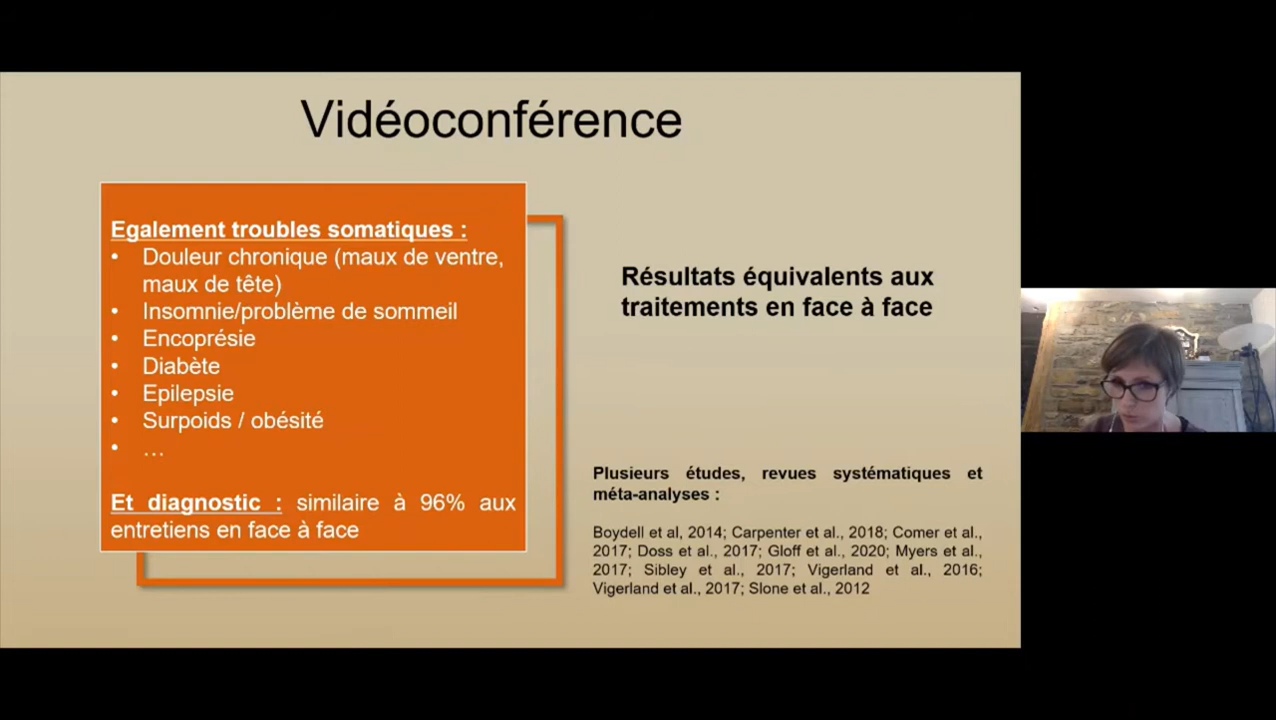 Vidéoconférence
Egalement troubles somatiques :
• Douleur chronique (maux de ventre,
maux de tête)
• Insomnie/problème de sommeil
• Encoprésie
• Diabète
• Epilepsie
• Surpoids / obésité
• …
Et diagnostic : similaire à 96% aux
entretiens en face à face
Résultats équivalents aux
traitements en face à face
Plusieurs études, revues systématiques et
méta-analyses :
Boydell et al, 2014; Carpenter et al., 2018; Comer et al.,
2017; Doss et al., 2017; Gloff et al., 2020; Myers et al.,
2017; Sibley et al., 2017; Vigerland et al., 2016;
Vigerland et al., 2017; Slone et al., 2012